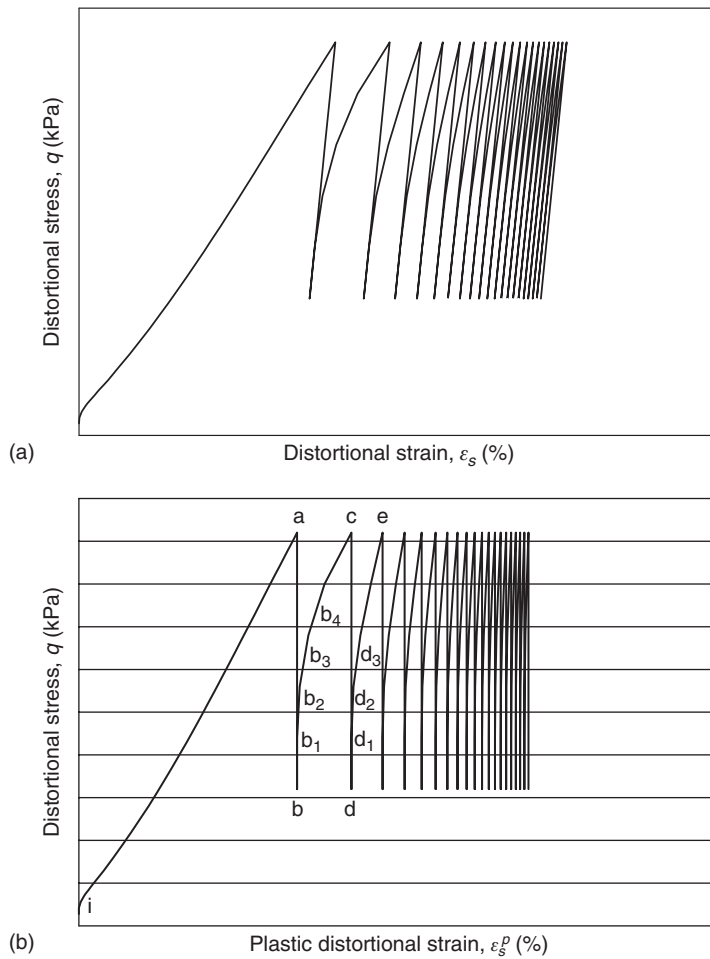 Distortional stress, q (kPa)
(a)
Distortional strain, εs (%)
Distortional stress, q (kPa)
a
c
e
b4
b3
d3
b2
d2
b1
d1
b
d
i
(b)
Plastic distortional strain, εsp (%)